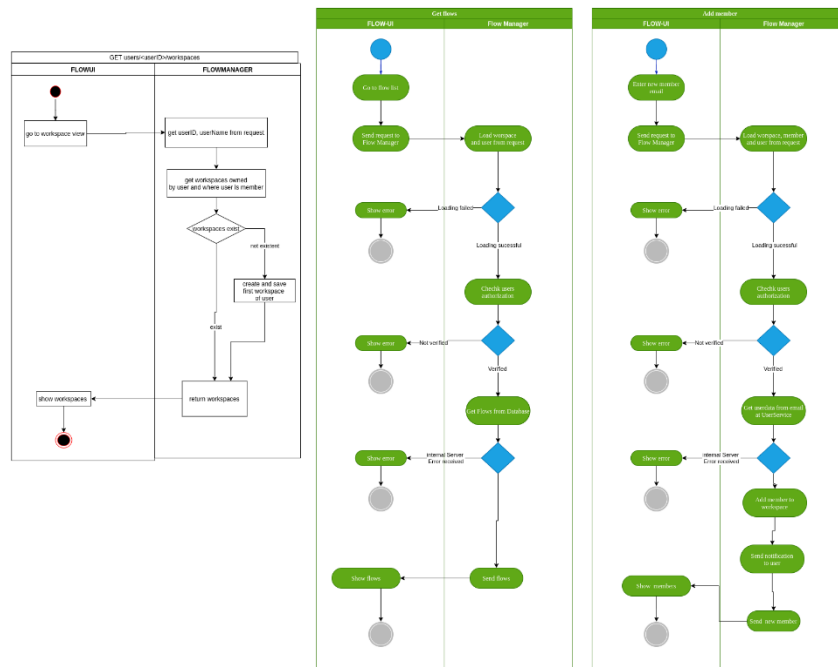 GET users/<userID>/workspaces
FLOWUI
FLOWMANAGER
go to workspace view
get userID, userName from request
get workspaces owned
by user and where user is member
workspaces exist
not existent
create and save
first workspace
of user
exist
show workspaces
return workspaces
Get flows
FLOW-UI
Flow Manager
Go to flow list
Send request to
Flow Manager
Load worspace
and user from request
Loading failed
Show error
Loading sucessful
Chechk users
authorization
Not verified
Show error
Verified
Get Flows from Database
Internal Server
Error received
Show error
Show flows
Send flows
Add member
FLOW-UI
Flow Manager
Enter new member
email
Send request to
Flow Manager
Load worspace, member
and user from request
Loading failed
Show error
Loading sucessful
Chechk users
authorization
Not verified
Show error
Verified
Get userdata from email
at UserService
Internal Server
Error received
Show error
Add member to
workspace
Send notification
to user
Show members
Send new member